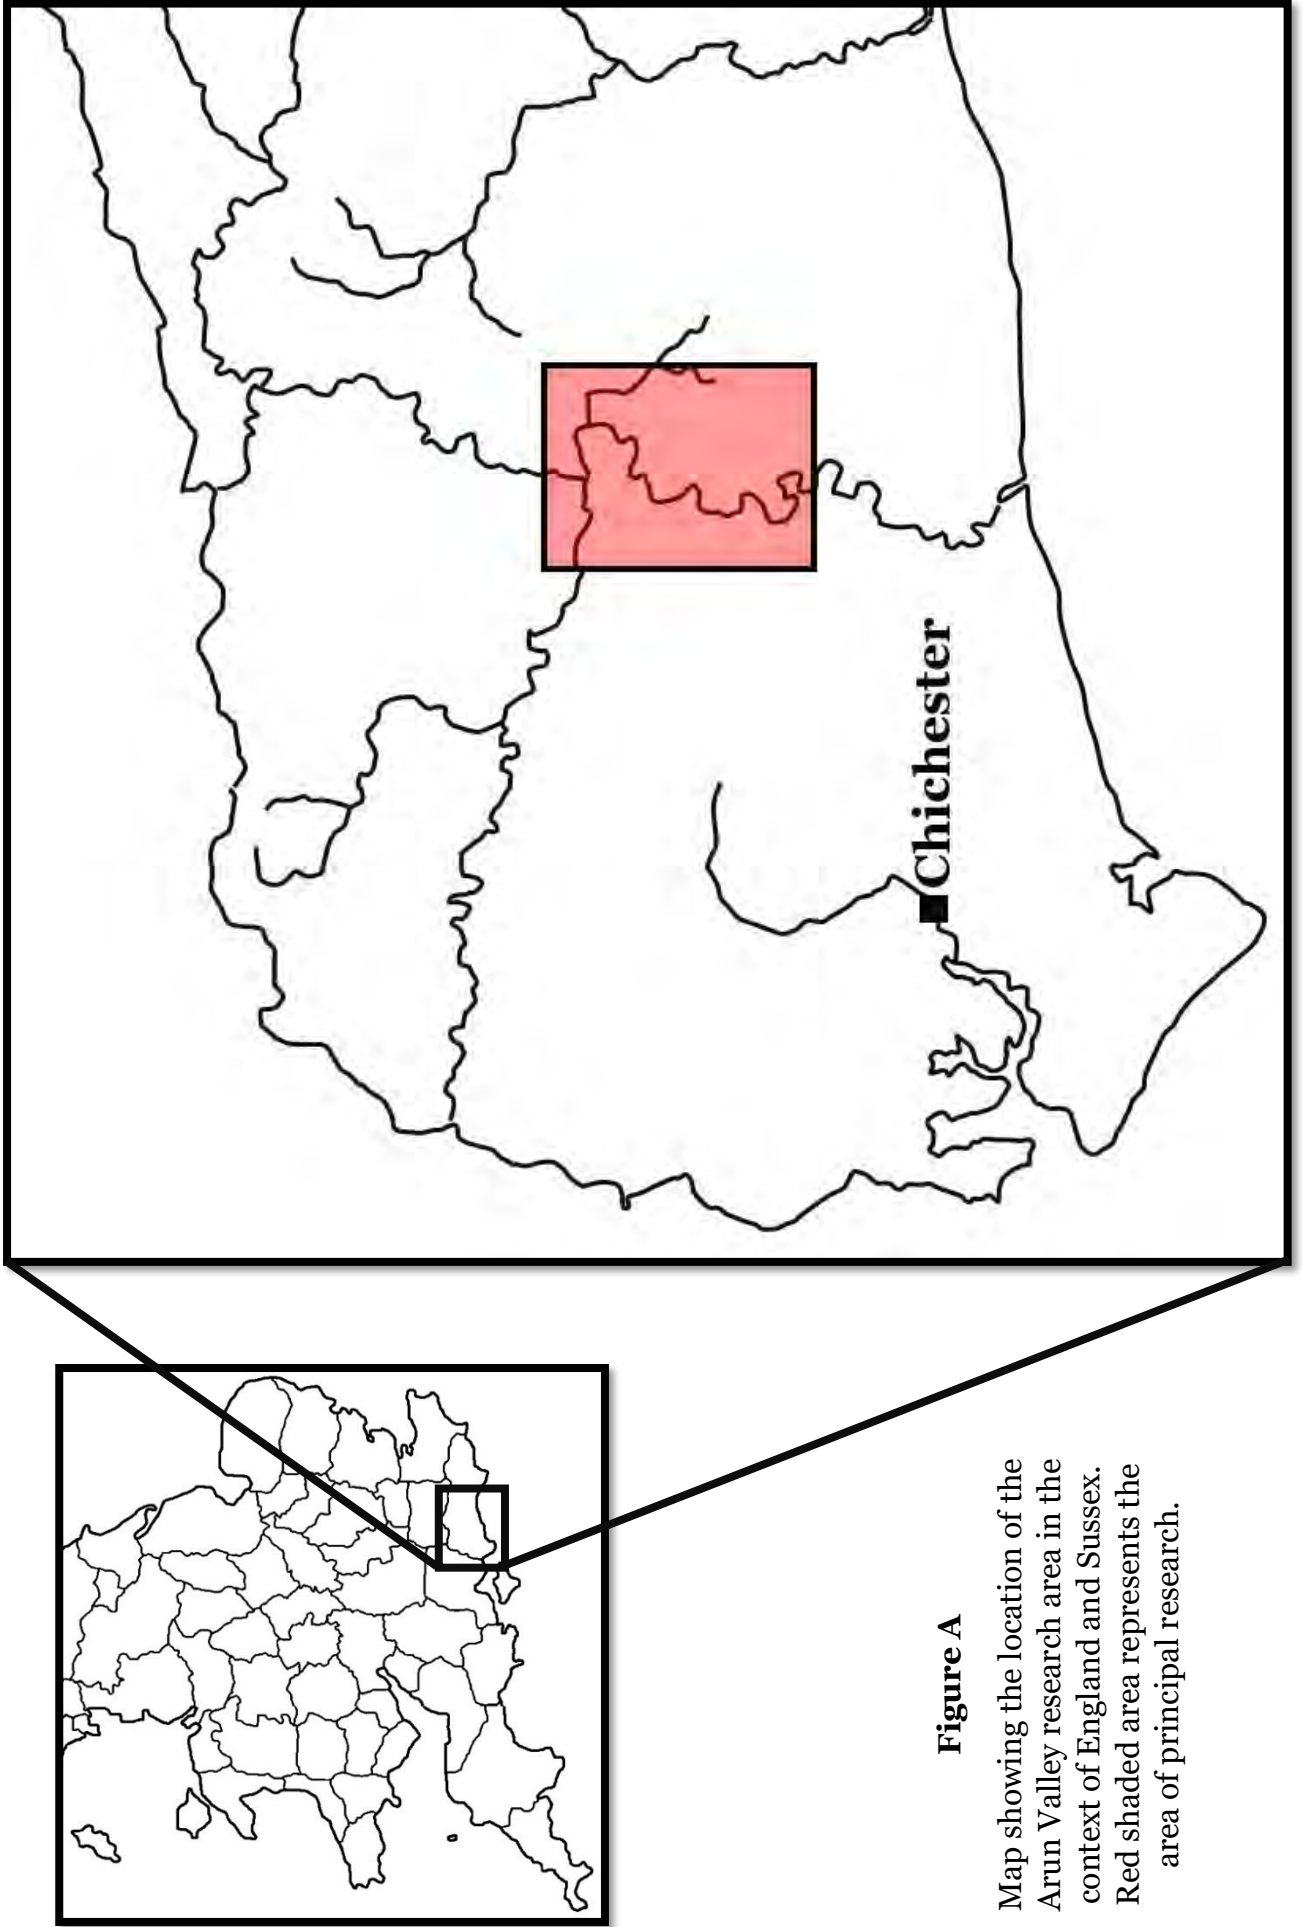 Chichester
Figure A
Map showing the location of the
Arun Valley research area in the
context of England and Sussex.
Red shaded area represents the
area of principal research.